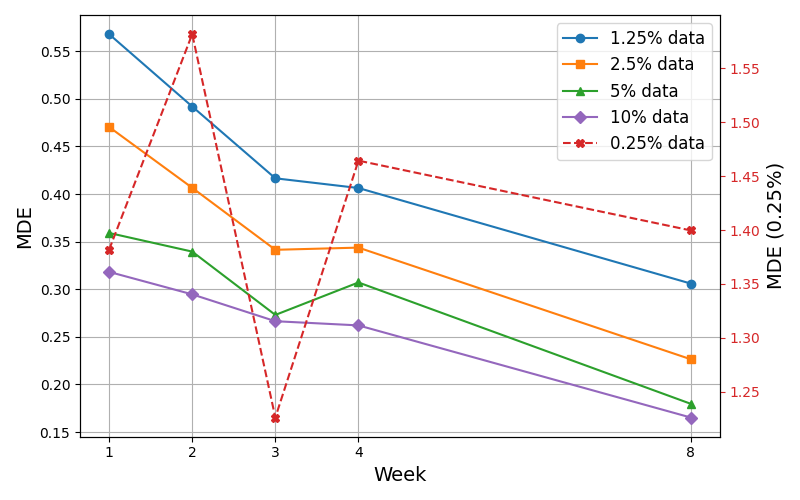 MDE
0.55
0.50
0.45
0.40
0.35
0.30
0.25
0.20
0.15
1 2 3 4 8
Week
1.25% data
2.5% data
5% data
10% data
0.25% data
1.55
1.50
1.45
1.40
1.35
1.30
1.25
MDE (0.25%)